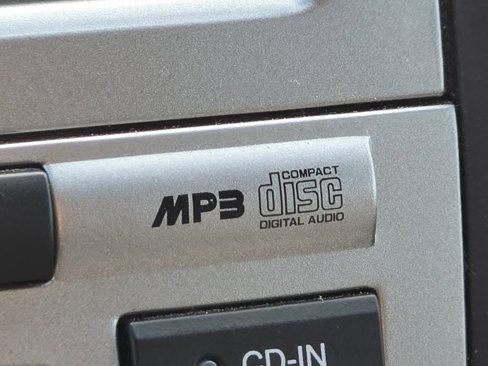 MP3
COMPACT
disc
DIGITAL AUDIO
CD-IN